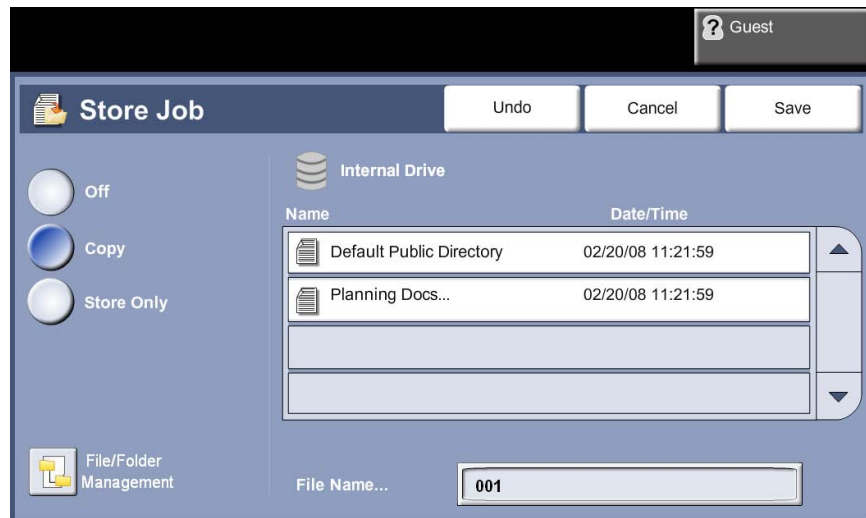 Guest
Store Job
Undo
Cancel
Save
Off
Copy
Store Only
Internal Drive
Name Date/Time
Default Public Directory 02/20/08 11:21:59
Planning Docs... 02/20/08 11:21:59
File/Folder
Management
File Name... 001